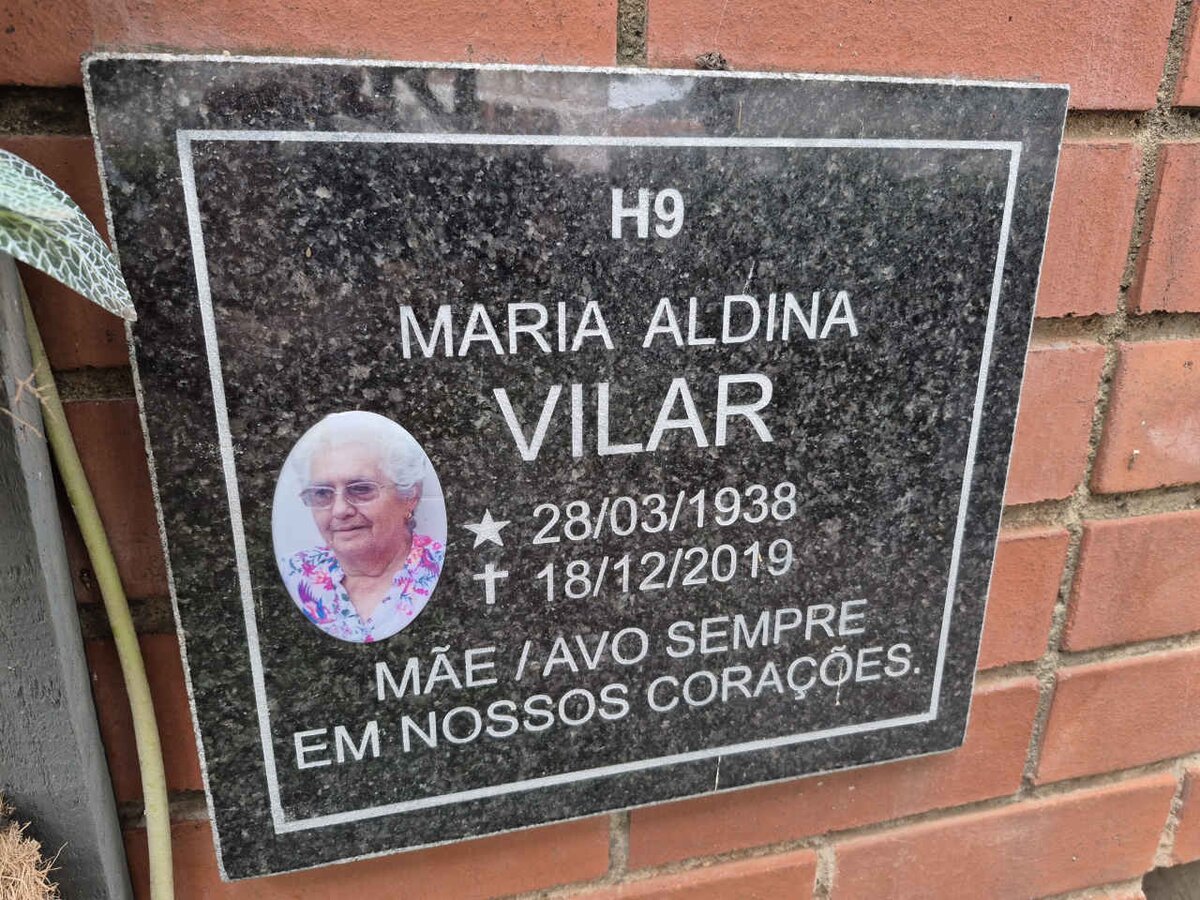 H9
MARIA ALDINA
VILAR
28/03/1938
18/12/2019
MÃE / AVO SEMPRE
EM NOSSOS CORAÇÕES.